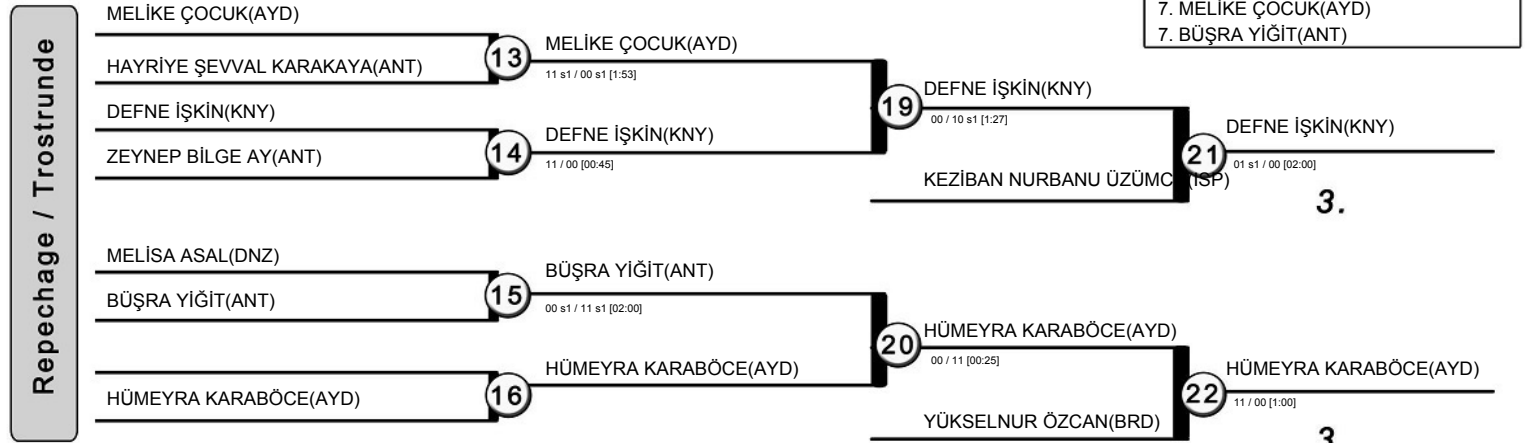 Repechage / Trostrunde
7. MELİKE ÇOCUK(AYD)
7. BÜŞRA YİĞİT(ANT)
MELİKE ÇOCUK(AYD)
HAYRİYE ŞEVVAL KARAKAYA(ANT)
13
MELİKE ÇOCUK(AYD)
11 s1 / 00 s1 [1:53]
DEFNE İŞKİN(KNY)
ZEYNEP BİLGE AY(ANT)
14
DEFNE İŞKİN(KNY)
11 / 00 [00:45]
19
DEFNE İŞKİN(KNY)
00 / 10 s1 [1:27]
KEZİBAN NURBANU
21
DEFNE İŞKİN(KNY)
01 s1 / 00 [02:00]
3.
MELİSA ASAL(DNZ)
BÜŞRA YİĞİT(ANT)
15
BÜŞRA YİĞİT(ANT)
00 s1 / 11 s1 [02:00]
HÜMEYRA KARABÖCE(AYD)
16
HÜMEYRA KARABÖCE(AYD)
20
HÜMEYRA KARABÖCE(AYD)
00 / 11 [00:25]
YÜKSELNUR ÖZCAN(BRD)
22
HÜMEYRA KARABÖCE(AYD)
11 / 00 [1:00]
3